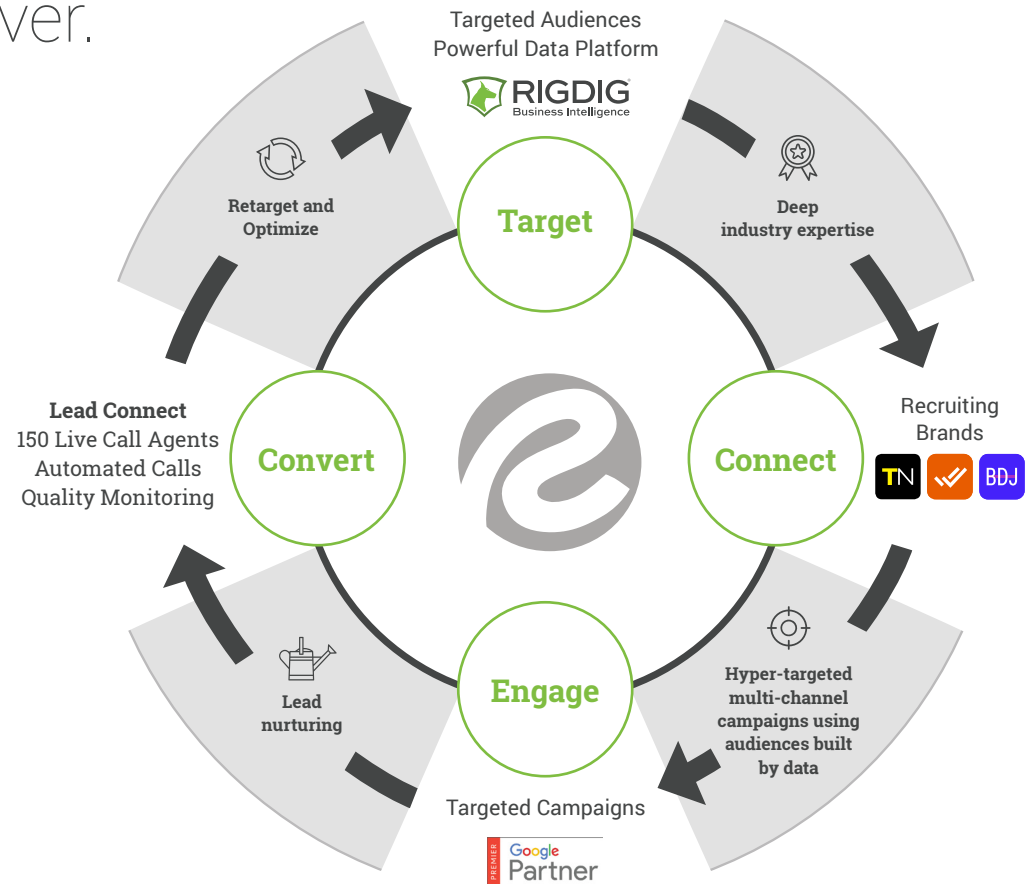 ver.
Targeted Audiences
Powerful Data Platform
RIGDIG
Business Intelligence
Target
Retarget and
Optimize
Deep
industry expertise
Lead Connect
150 Live Call Agents
Automated Calls
Quality Monitoring
Convert
Connect
Recruiting
Brands
TN
BDJ
Engage
Lead
nurturing
Hyper-targeted
multi-channel
campaigns using
audiences built
by data
Targeted Campaigns
PREMIER
Google
Partner